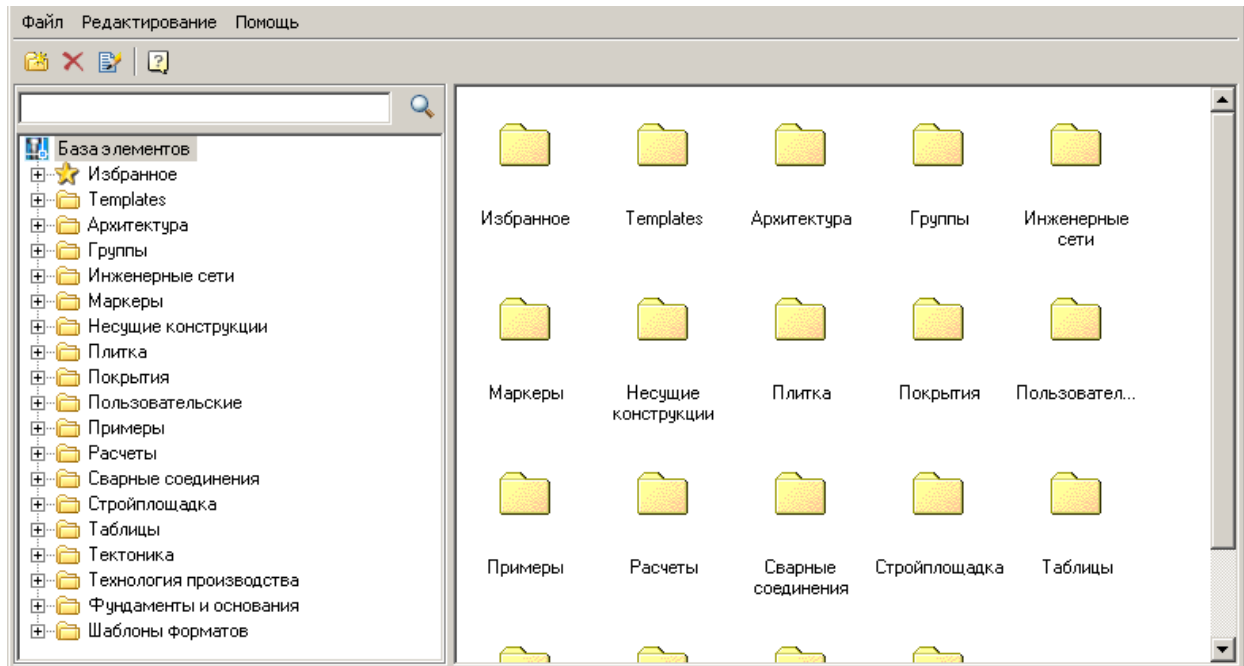 Файл Редактирование Помощь
База элементов
Избранное
Templates
Архитектура
Группы
Инженерные сети
Маркеры
Несущие конструкции
Плитка
Покрытия
Пользовательские
Примеры
Расчеты
Сварные соединения
Стройплощадка
Таблицы
Тектоника
Технология производства
Фундаменты и основания
Шаблоны форматов
Избранное Templates Архитектура Группы Инженерные
сети
Маркеры Несущие Плитка Покрытия Пользовател...
конструкции
Примеры Расчеты Сварные Стройплощадка Таблицы
соединения